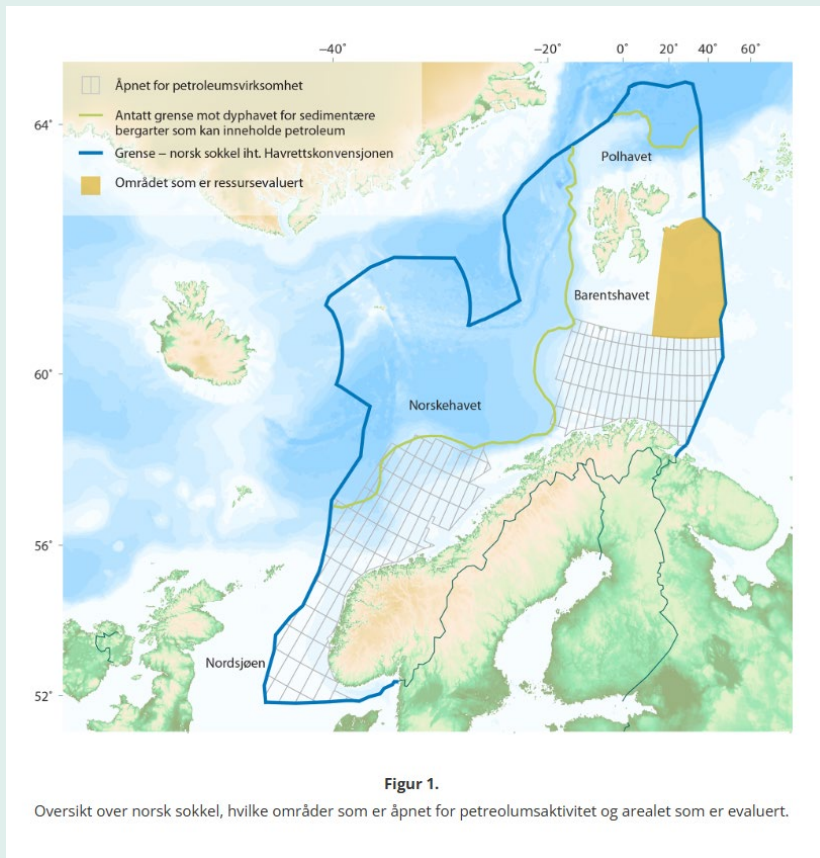 −40˚
−20˚
0˚
20˚
40˚
60˚
Åpnet for petroleumsvirksomhet
Antatt grense mot dyphavet for sedimentære
bergarter som kan inneholde petroleum
Grense – norsk sokkel iht. Havrettskonvensjonen
Området som er ressursevaluert
64˚
Polhavet
Barentshavet
60˚
Norskehavet
56˚
Nordsjøen
52˚
Figur 1.
Oversikt over norsk sokkel, hvilke områder som er åpnet for petreolumsaktivitet og arealet som er evaluert.